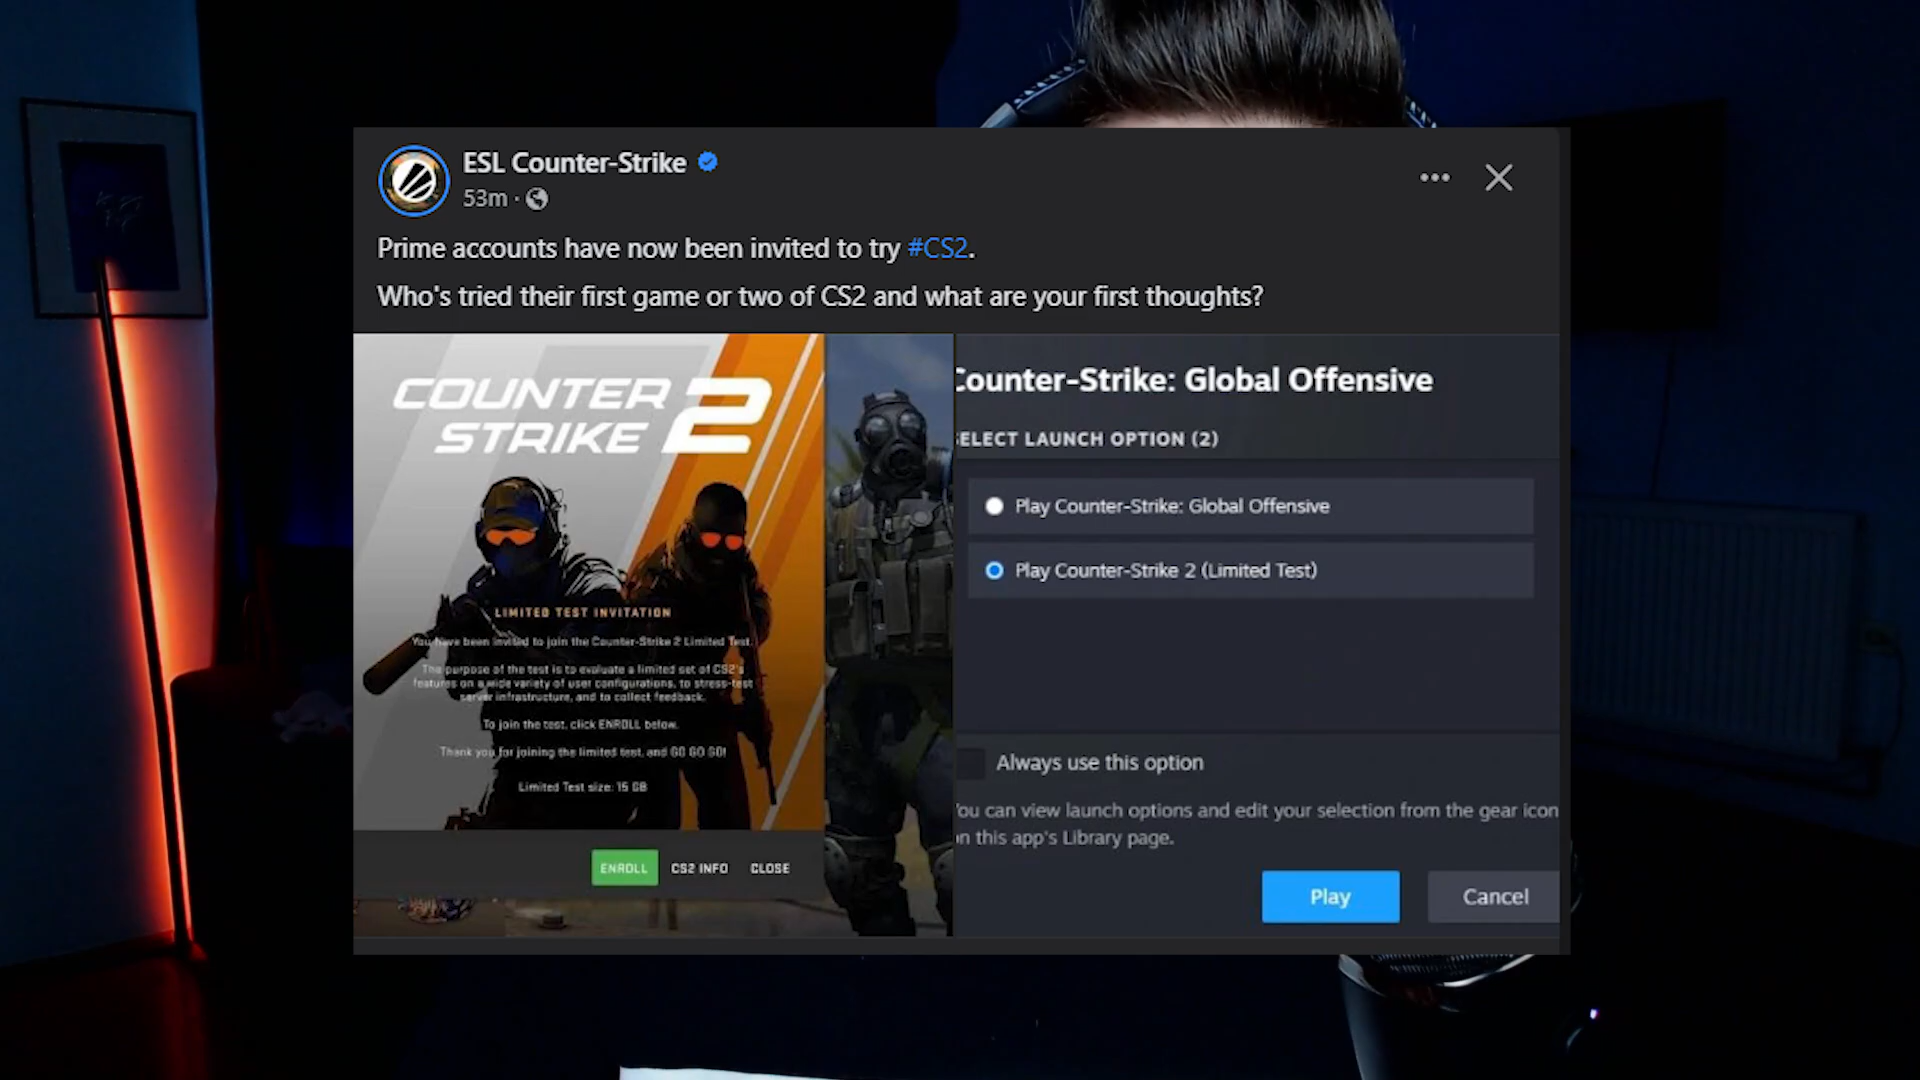 ESL Counter-Strike
53m ·
Prime accounts have now been invited to try #CS2.
Who's tried their first game or two of CS2 and what are your first thoughts?
COUNTER
STRIKE 2
LIMITED TEST INVITATION
You have been invited to join the Counter-Strike 2 Limited Test.
The purpose of the test is to evaluate a limited set of CS2's
features on a wide variety of user configurations, to stress-test
server infrastructure, and to collect feedback.
To join the test, click ENROLL below.
Thank you for joining the limited test, and GO GO GO!
Limited Test size: 15 GB
ENROLL CS2 INFO CLOSE
Counter-Strike: Global Offensive
ELECT LAUNCH OPTION (2)
Play Counter-Strike: Global Offensive
Play Counter-Strike 2 (Limited Test)
Always use this option
ou can view launch options and edit your selection from the gear icon
n this app's Library page.
Play Cancel